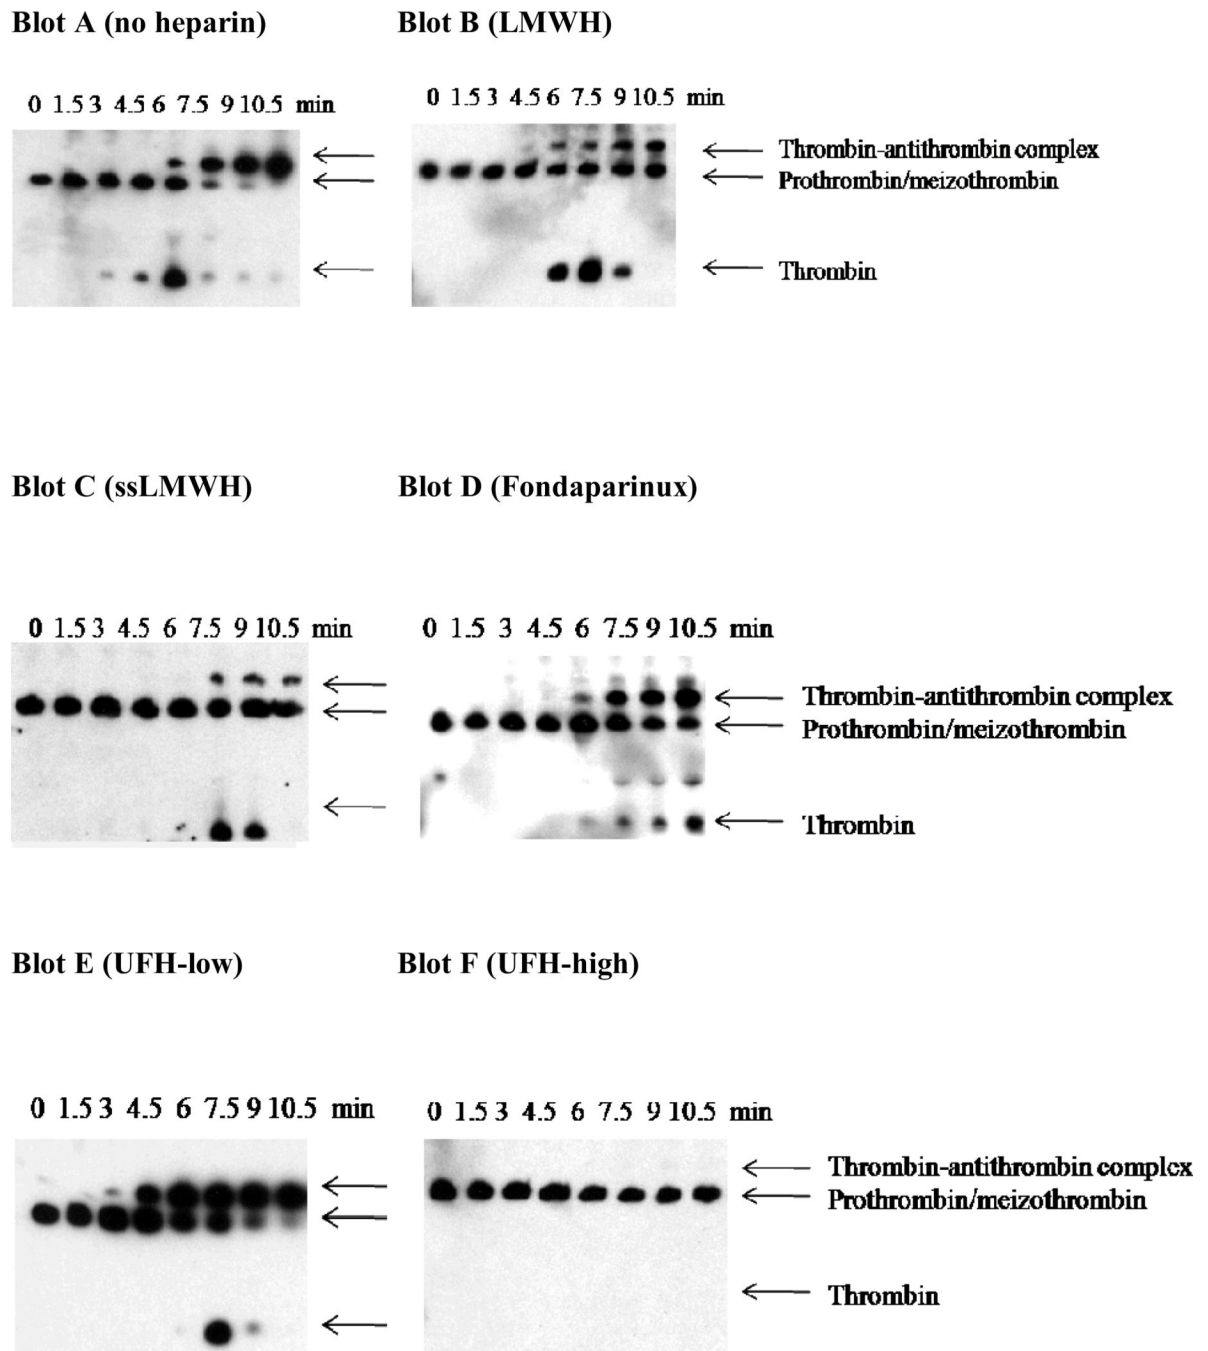 Blot A (no heparin) Blot B (LMWH)
0 1.5 3 4.5 6 7.5 9 10.5 min 0 1.5 3 4.5 6 7.5 9 10.5 min
Thrombin-antithrombin complex
Prothrombin/meizothrombin
Thrombin
Blot C (ssLMWH) Blot D (Fondaparinux)
0 1.5 3 4.5 6 7.5 9 10.5 min 0 1.5 3 4.5 6 7.5 9 10.5 min
Thrombin-antithrombin complex
Prothrombin/meizothrombin
Thrombin
Blot E (UFH-low) Blot F (UFH-high)
0 1.5 3 4.5 6 7.5 9 10.5 min 0 1.5 3 4.5 6 7.5 9 10.5 min
Thrombin-antithrombin complex
Prothrombin/meizothrombin
Thrombin